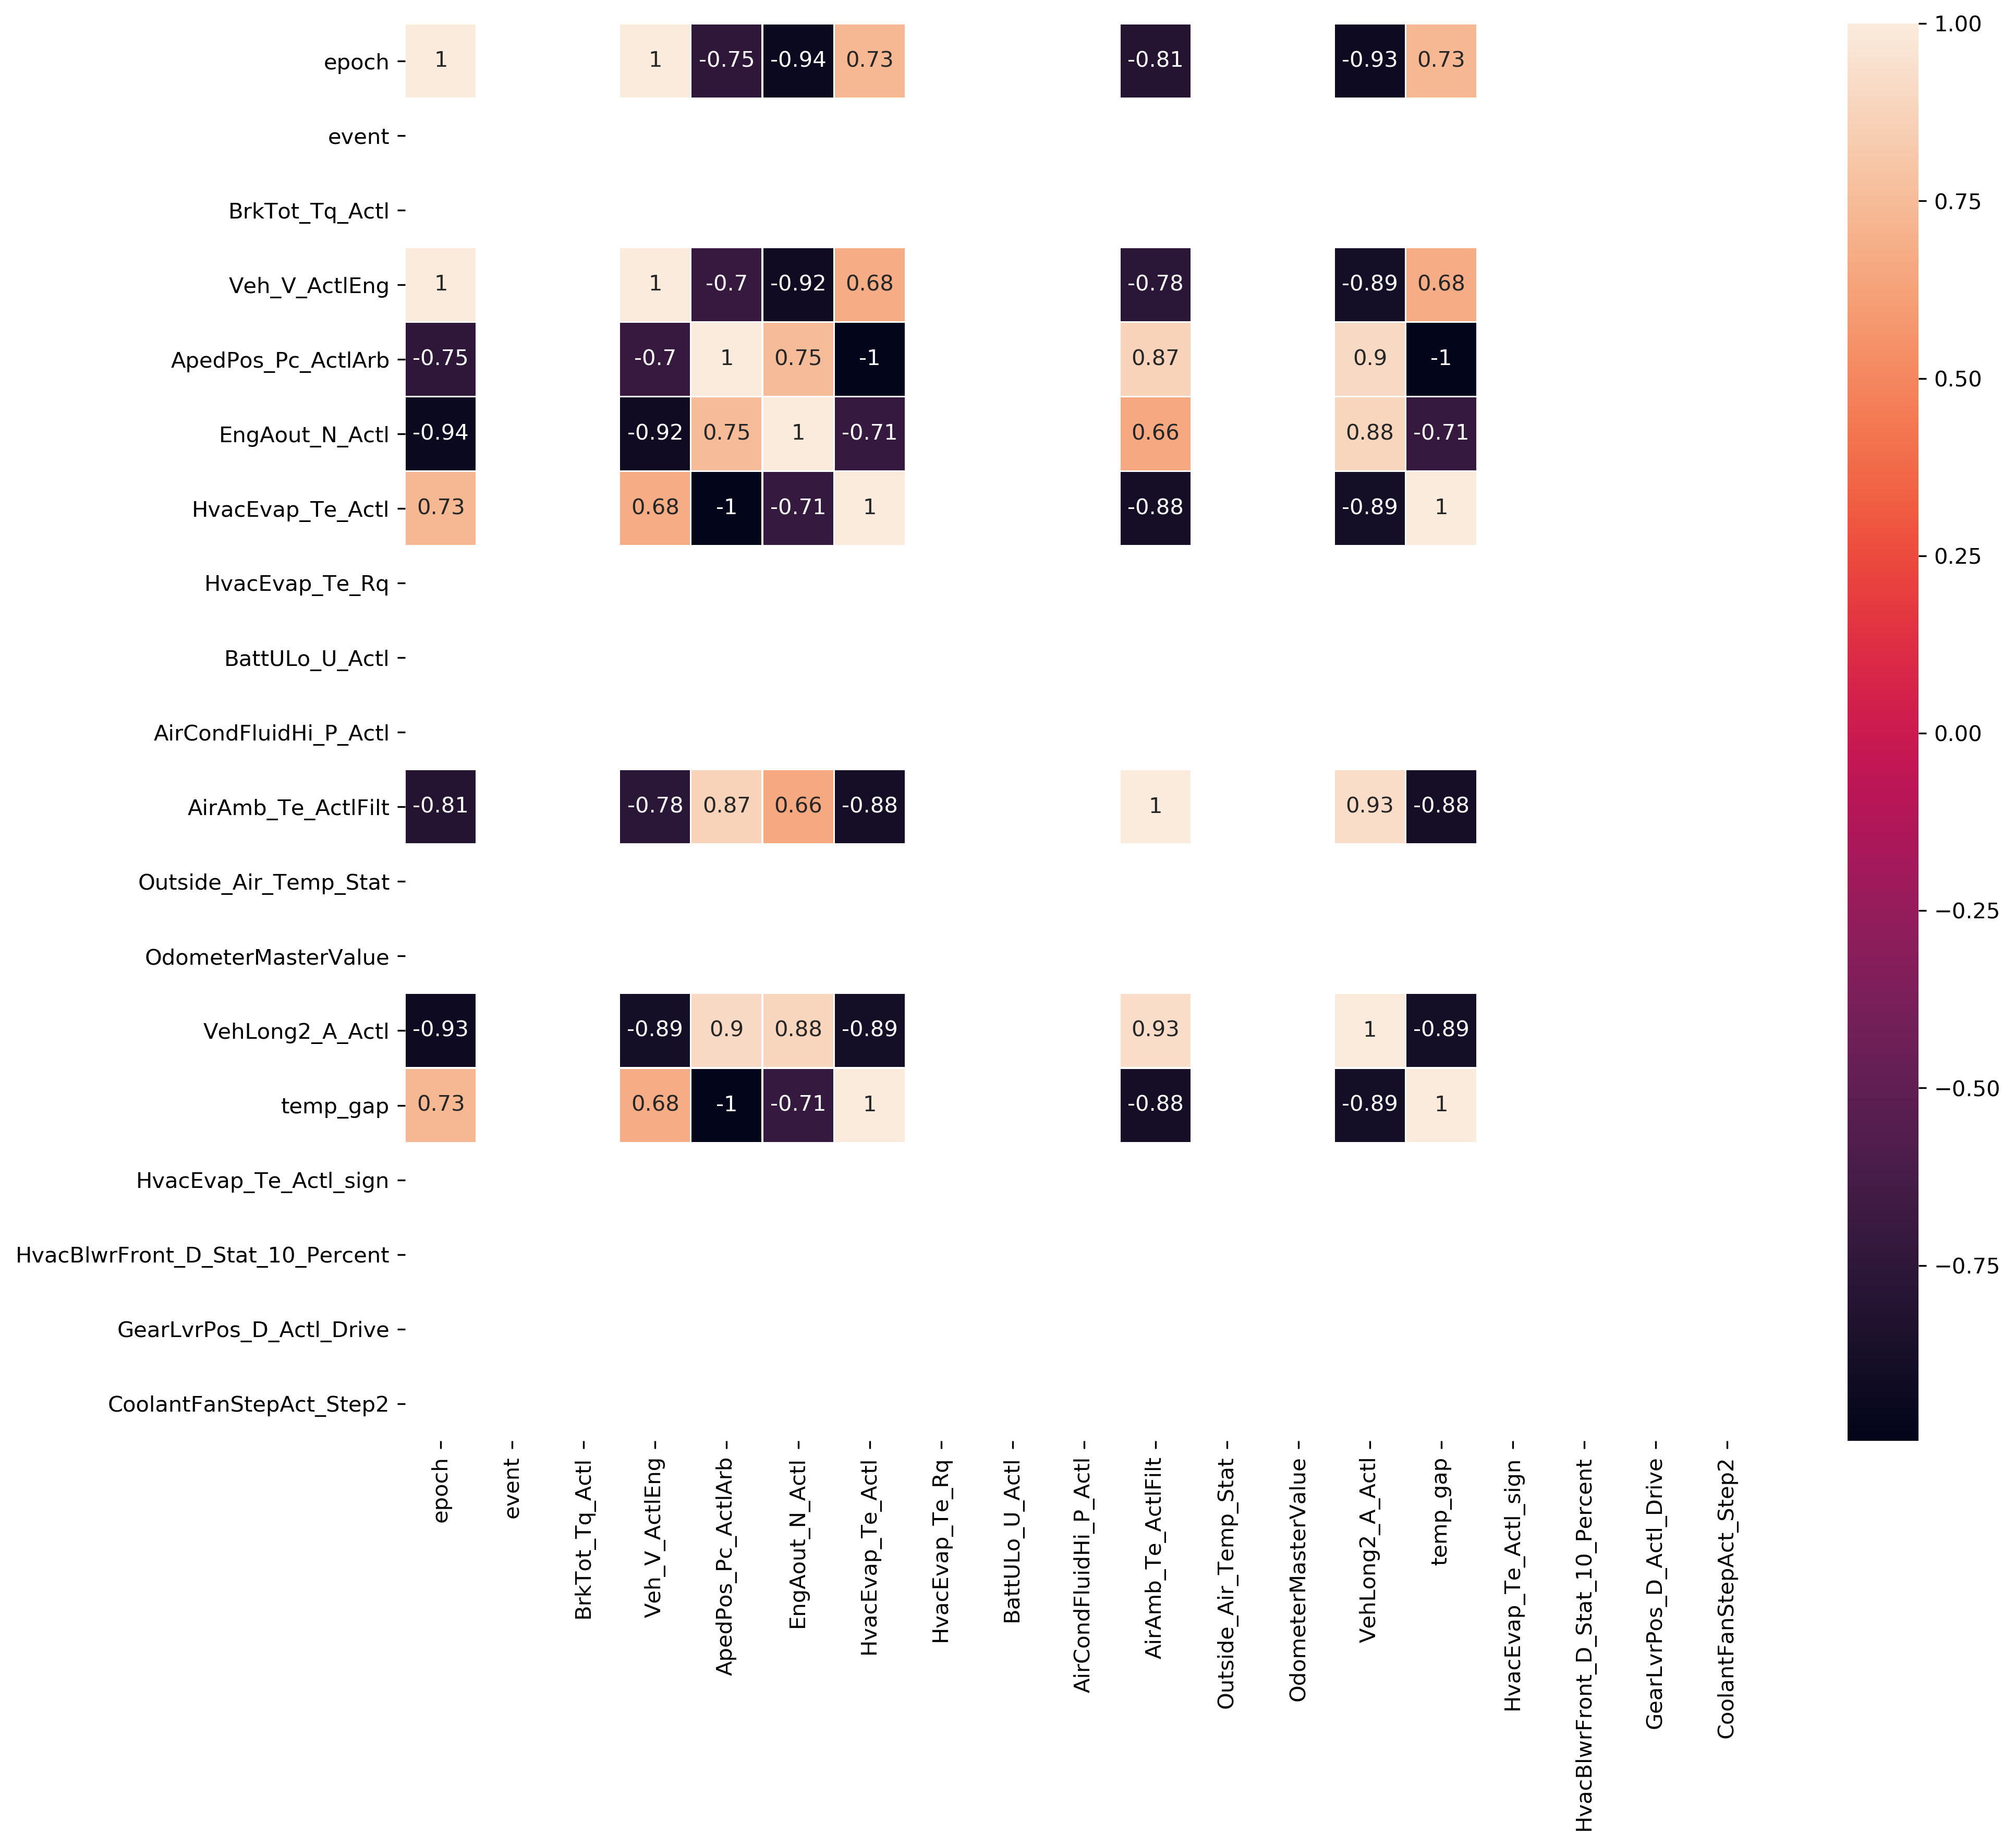 epoch 1 1 -0.75 -0.94 0.73 -0.81 -0.93 0.73
event
BrkTot_Tq_Actl
Veh_V_ActlEng 1 1 -0.7 -0.92 0.68 -0.78 -0.89 0.68
ApedPos_Pc_ActlArb -0.75 -0.7 1 0.75 -1 0.87 0.9 -1
EngAout_N_Actl -0.94 -0.92 0.75 1 -0.71 0.66 0.88 -0.71
HvacEvap_Te_Actl 0.73 0.68 -1 -0.71 1 -0.88 -0.89 1
HvacEvap_Te_Rq
BattULo_U_Actl
AirCondFluidHi_P_Actl
AirAmb_Te_ActlFilt -0.81 -0.78 0.87 0.66 -0.88 1 0.93 -0.88
Outside_Air_Temp_Stat
OdometerMasterValue
VehLong2_A_Actl -0.93 -0.89 0.9 0.88 -0.89 0.93 1 -0.89
temp_gap 0.73 0.68 -1 -0.71 1 -0.88 -0.89 1
HvacEvap_Te_Actl_sign
HvacBlwrFront_D_Stat_10_Percent
GearLvrPos_D_Actl_Drive
CoolantFanStepAct_Step2
epoch
event
BrkTot_Tq_Actl
Veh_V_ActlEng
ApedPos_Pc_ActlArb
EngAout_N_Actl
HvacEvap_Te_Actl
HvacEvap_Te_Rq
BattULo_U_Actl
AirCondFluidHi_P_Actl
AirAmb_Te_ActlFilt
Outside_Air_Temp_Stat
OdometerMasterValue
VehLong2_A_Actl
temp_gap
HvacEvap_Te_Actl_sign
HvacBlwrFront_D_Stat_10_Percent
GearLvrPos_D_Actl_Drive
CoolantFanStepAct_Step2
1.00
0.75
0.50
0.25
0.00
−0.25
−0.50
−0.75